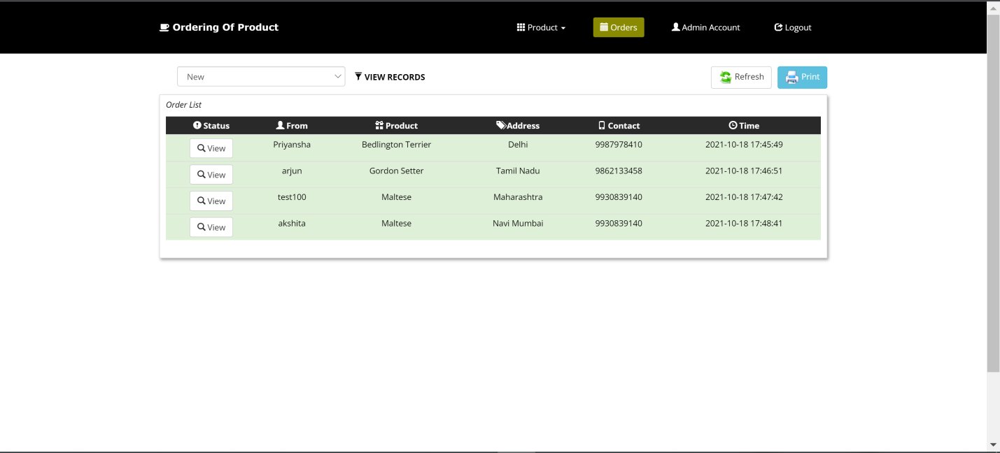 Ordering Of Product Product Orders Admin Account Logout
New VIEW RECORDS Refresh Print
Order List
Status From Product Address Contact Time
View Priyansha Bedlington Terrier Delhi 9987978410 2021-10-18 17:45:49
View arjun Gordon Setter Tamil Nadu 9862133458 2021-10-18 17:46:51
View test100 Maltese Maharashtra 9930839140 2021-10-18 17:47:42
View akshita Maltese Navi Mumbai 9930839140 2021-10-18 17:48:41